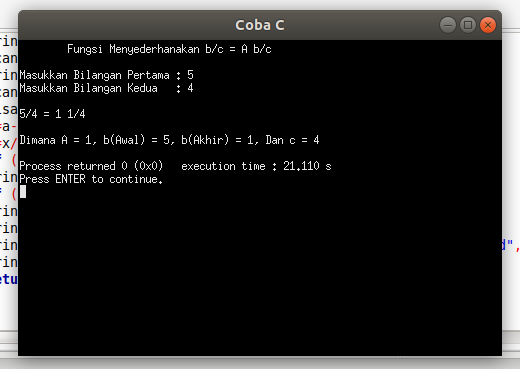 Coba C
Fungsi Menyederhanakan b/c = A b/c
Masukkan Bilangan Pertama : 5
Masukkan Bilangan Kedua : 4
5/4 = 1 1/4
Dimana A = 1, b(Awal) = 5, b(Akhir) = 1, Dan c = 4
Process returned 0 (0x0) execution time : 21.110 s
Press ENTER to continue.